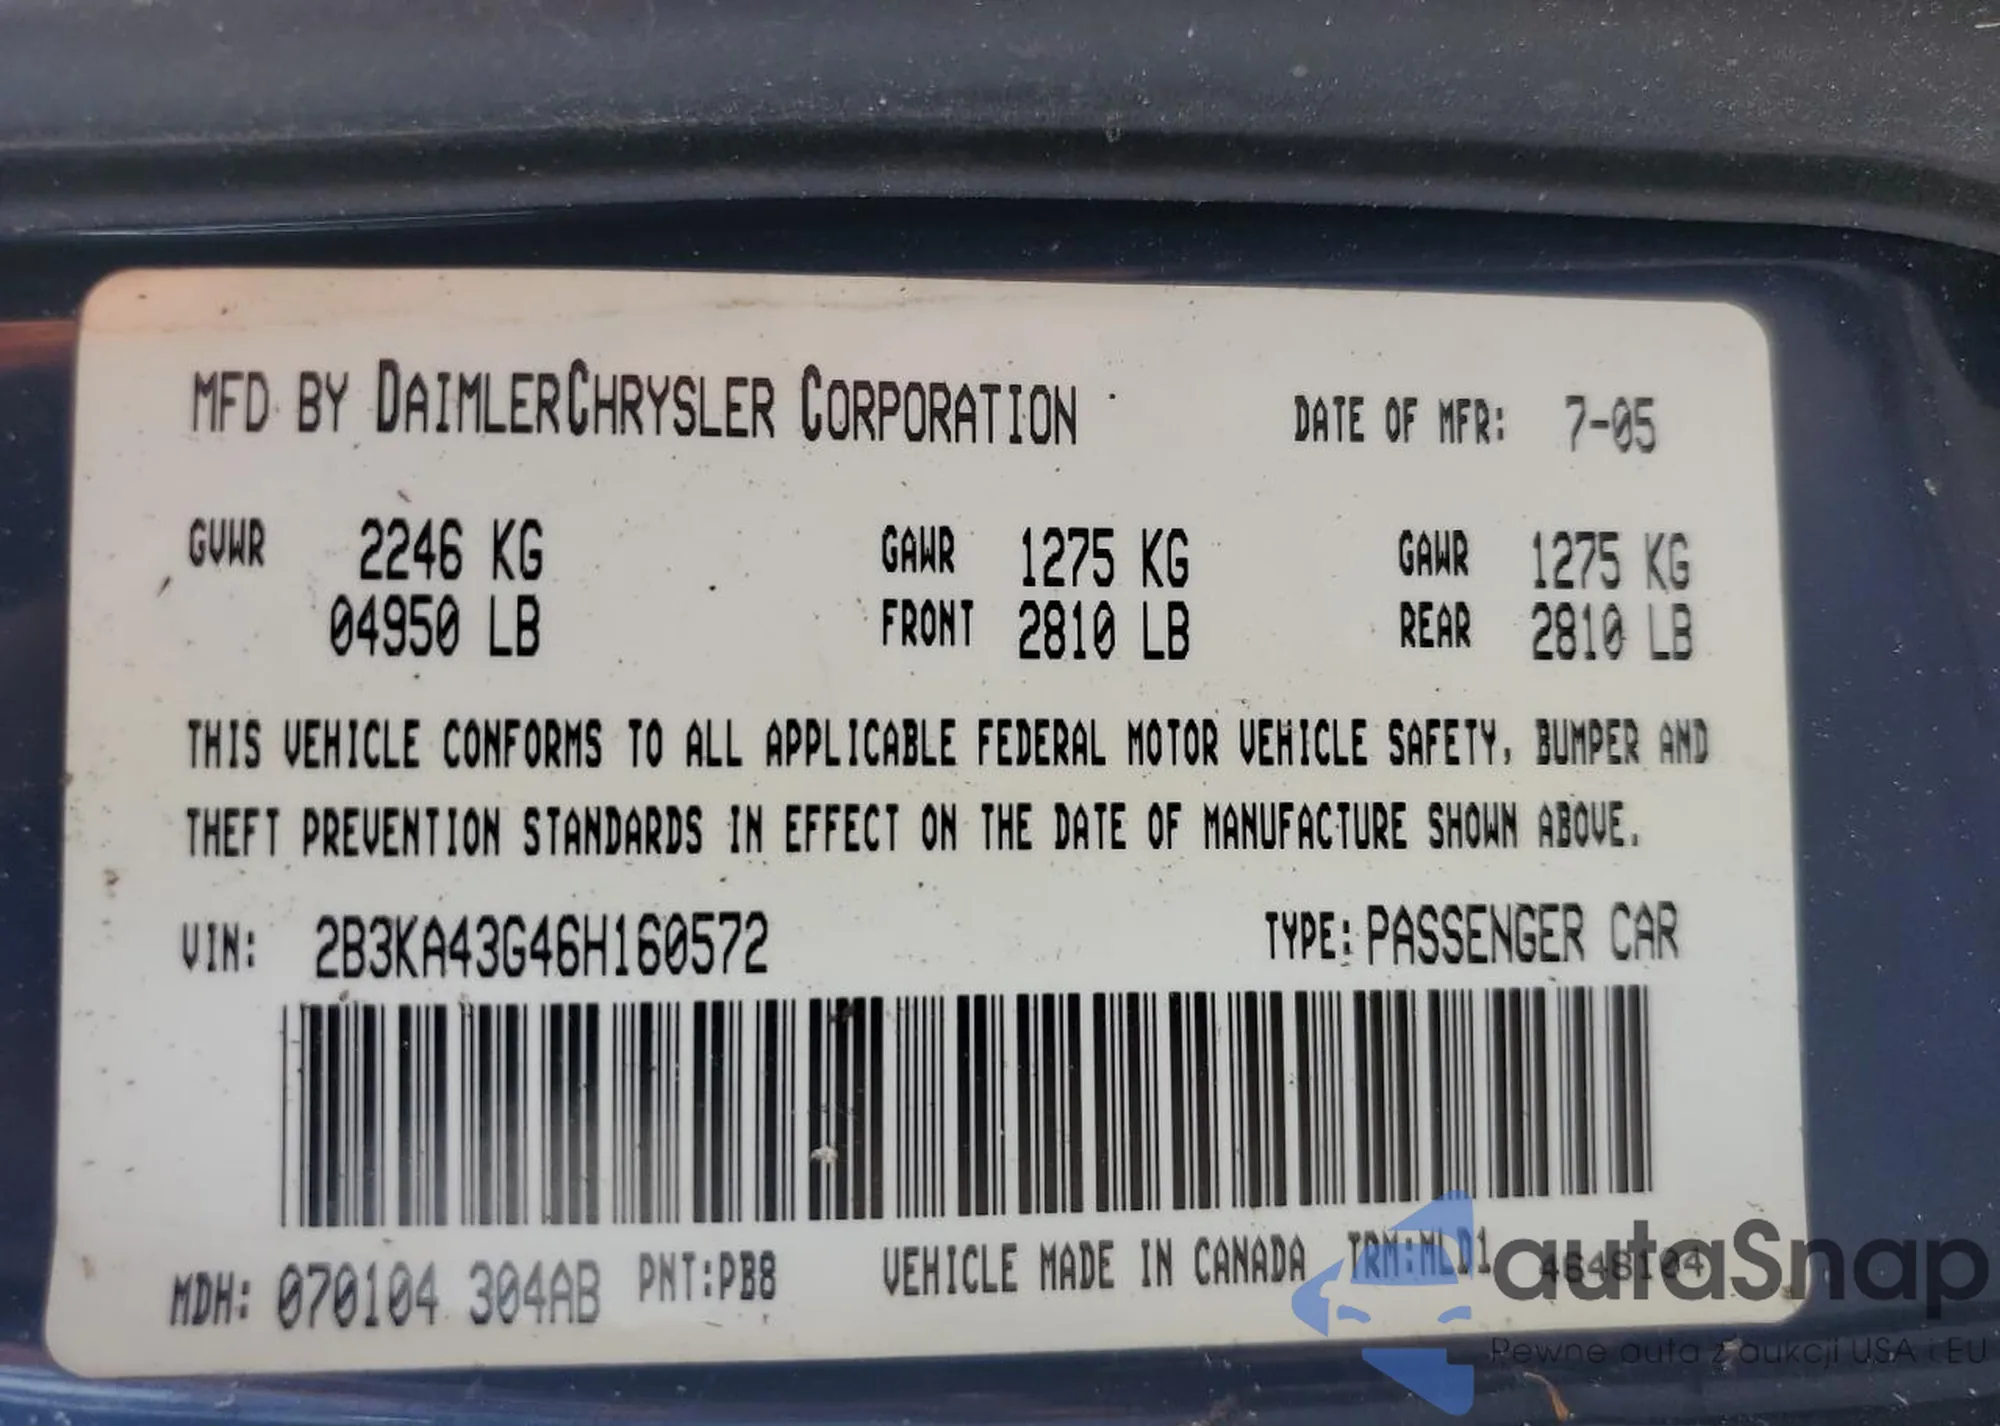 MFD BY DAIMLERCHRYSLER CORPORATION DATE OF MFR: 7-05
GVWR 2246 KG GAWR 1275 KG GAWR 1275 KG
04950 LB FRONT 2810 LB REAR 2810 LB
THIS VEHICLE CONFORMS TO ALL APPLICABLE FEDERAL MOTOR VEHICLE SAFETY, BUMPER AND
THEFT PREVENTION STANDARDS IN EFFECT ON THE DATE OF MANUFACTURE SHOWN ABOVE.
VIN: 2B3KA43G46H160572 TYPE: PASSENGER CAR
MDH: 070104 304AB PNT:PB8 VEHICLE MADE IN CANADA TRM:MLD1 4648104
autaSnap
Pewne auta z aukcji USA i EU